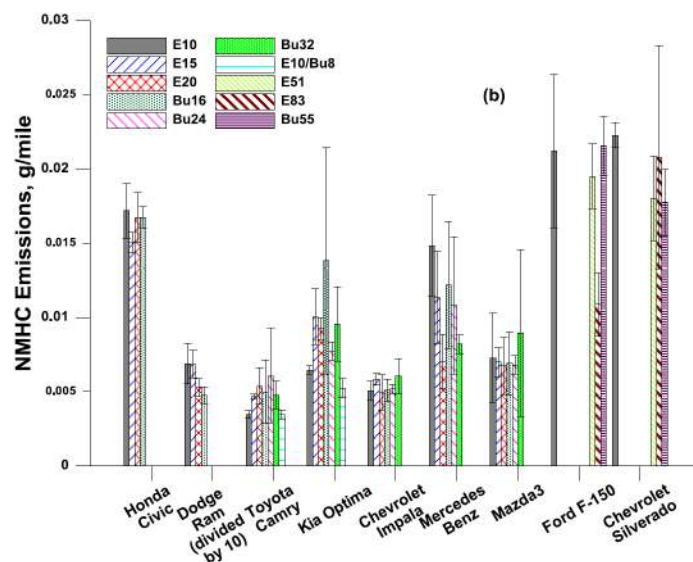 NMHC Emissions, g/mile
0.03
0.025
0.02
0.015
0.01
0.005
0
E10
E15
E20
Bu16
Bu24
Bu32
E10/Bu8
E51
E83
Bu55
(b)
Honda
Civic
Dodge
Ram
(divided
by 10)
Toyota
Camry
Kia Optima
Chevrolet
Impala
Mercedes
Benz
Mazda3
Ford F-150
Chevrolet
Silverado